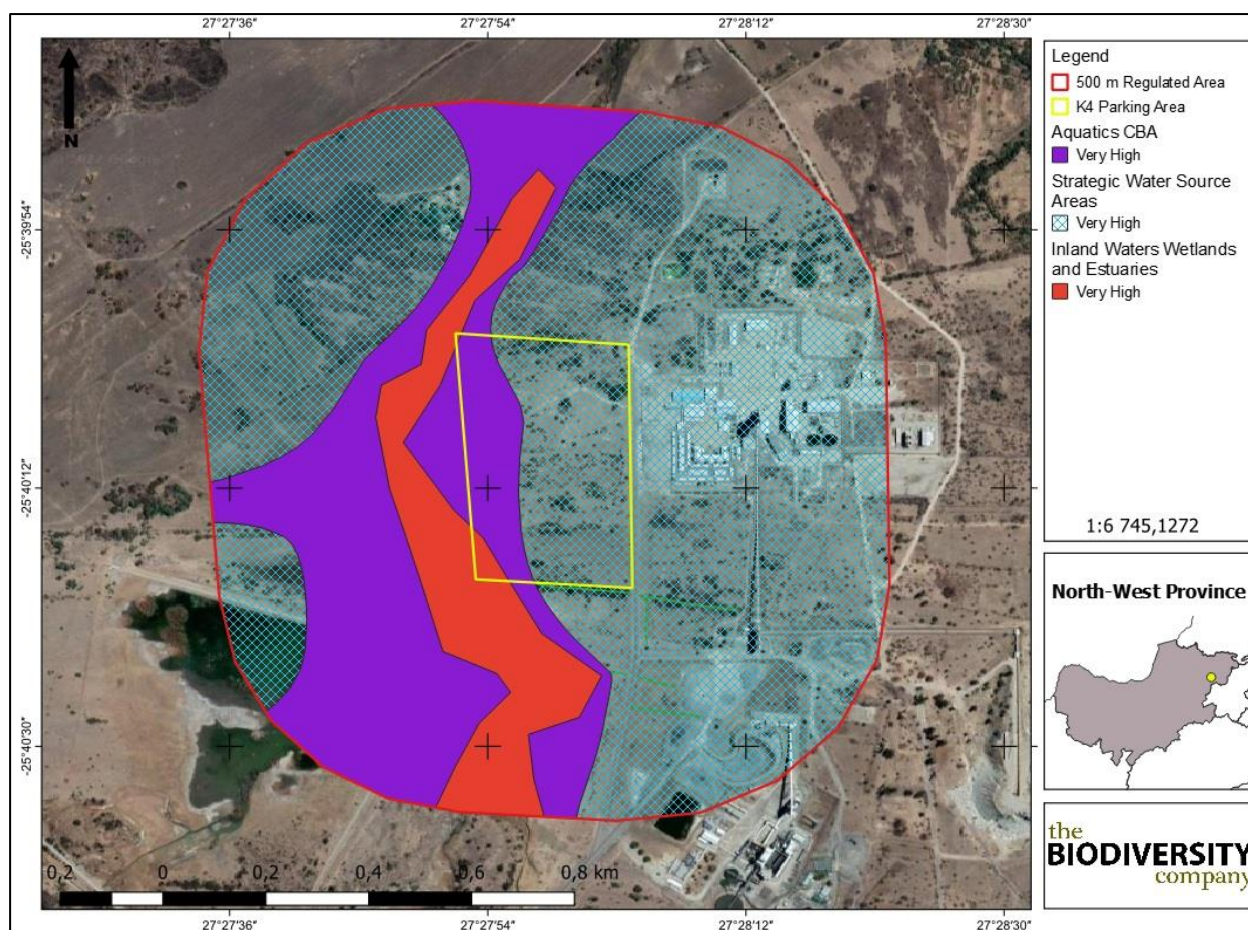 27°27'36" 27°27'54" 27°28'12" 27°28'30"
-25°39'54"
-25°40'12"
-25°40'30"
N
Legend
500 m Regulated Area
K4 Parking Area
Aquatics CBA
Very High
Strategic Water Source
Areas
Very High
Inland Waters Wetlands
and Estuaries
Very High
1:6 745,1272
North-West Province
the
BIODIVERSITY
company
0,2 0 0,2 0,4 0,6 0,8 km
27°27'36" 27°27'54" 27°28'12" 27°28'30"